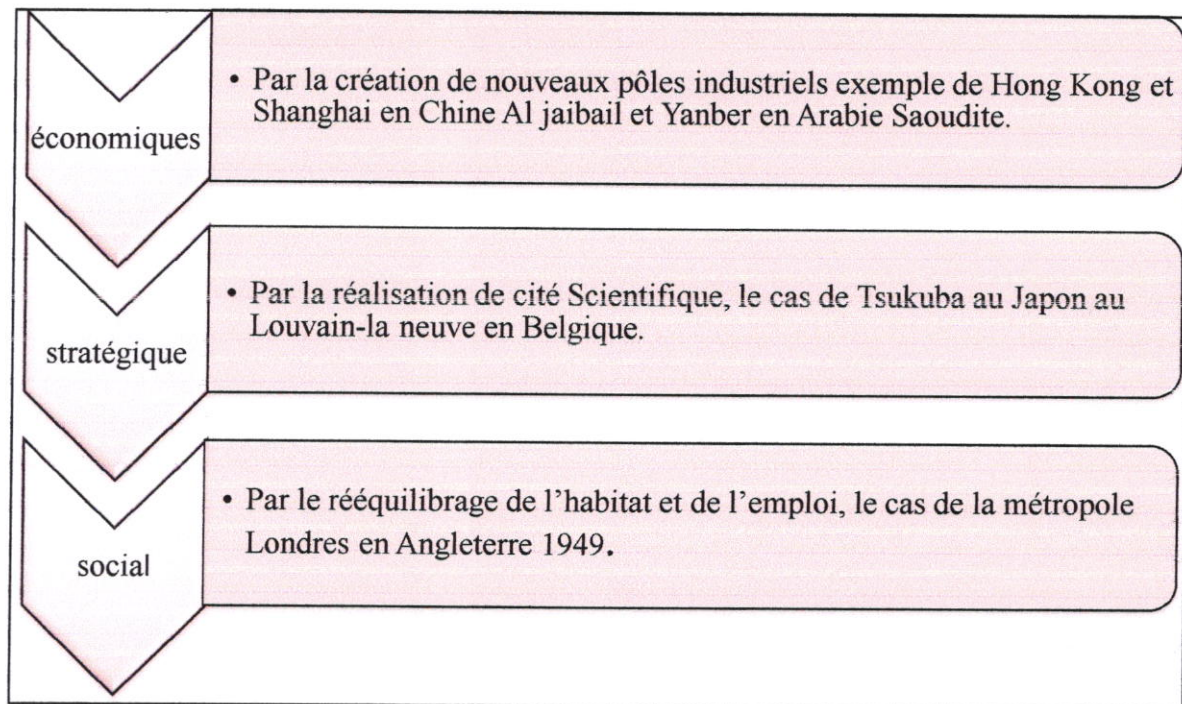 économiques
• Par la création de nouveaux pôles industriels exemple de Hong Kong et
Shanghai en Chine Al jaibail et Yanber en Arabie Saoudite.
stratégique
• Par la réalisation de cité Scientifique, le cas de Tsukuba au Japon au
Louvain-la neuve en Belgique.
social
• Par le rééquilibrage de l'habitat et de l'emploi, le cas de la métropole
Londres en Angleterre 1949.